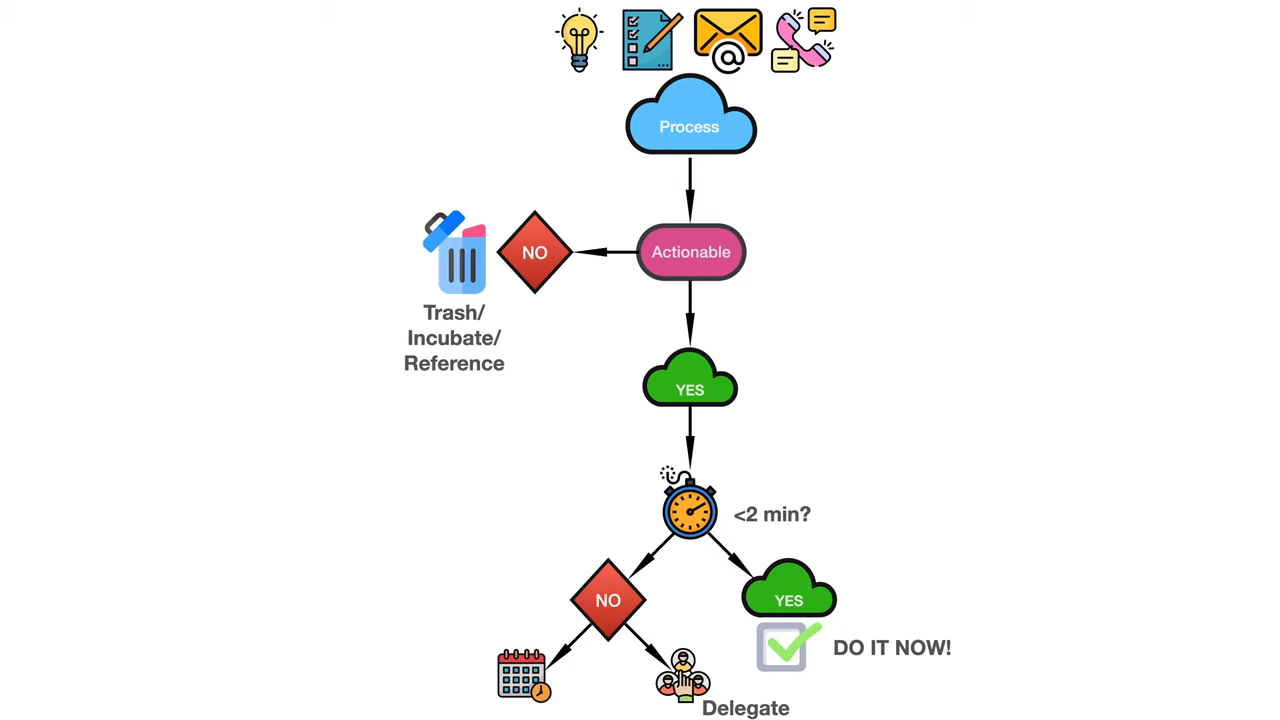 Process
NO
Actionable
Trash/
Incubate/
Reference
YES
<2 min?
NO
YES
DO IT NOW!
Delegate